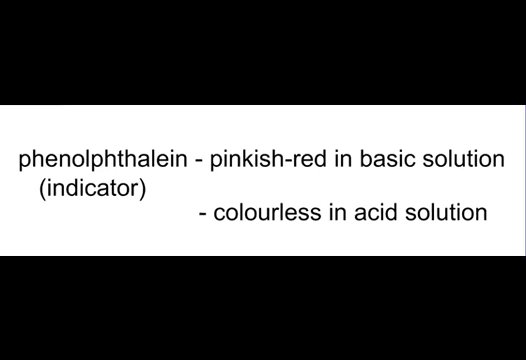 phenolphthalein - pinkish-red in basic solution
(indicator)
- colourless in acid solution